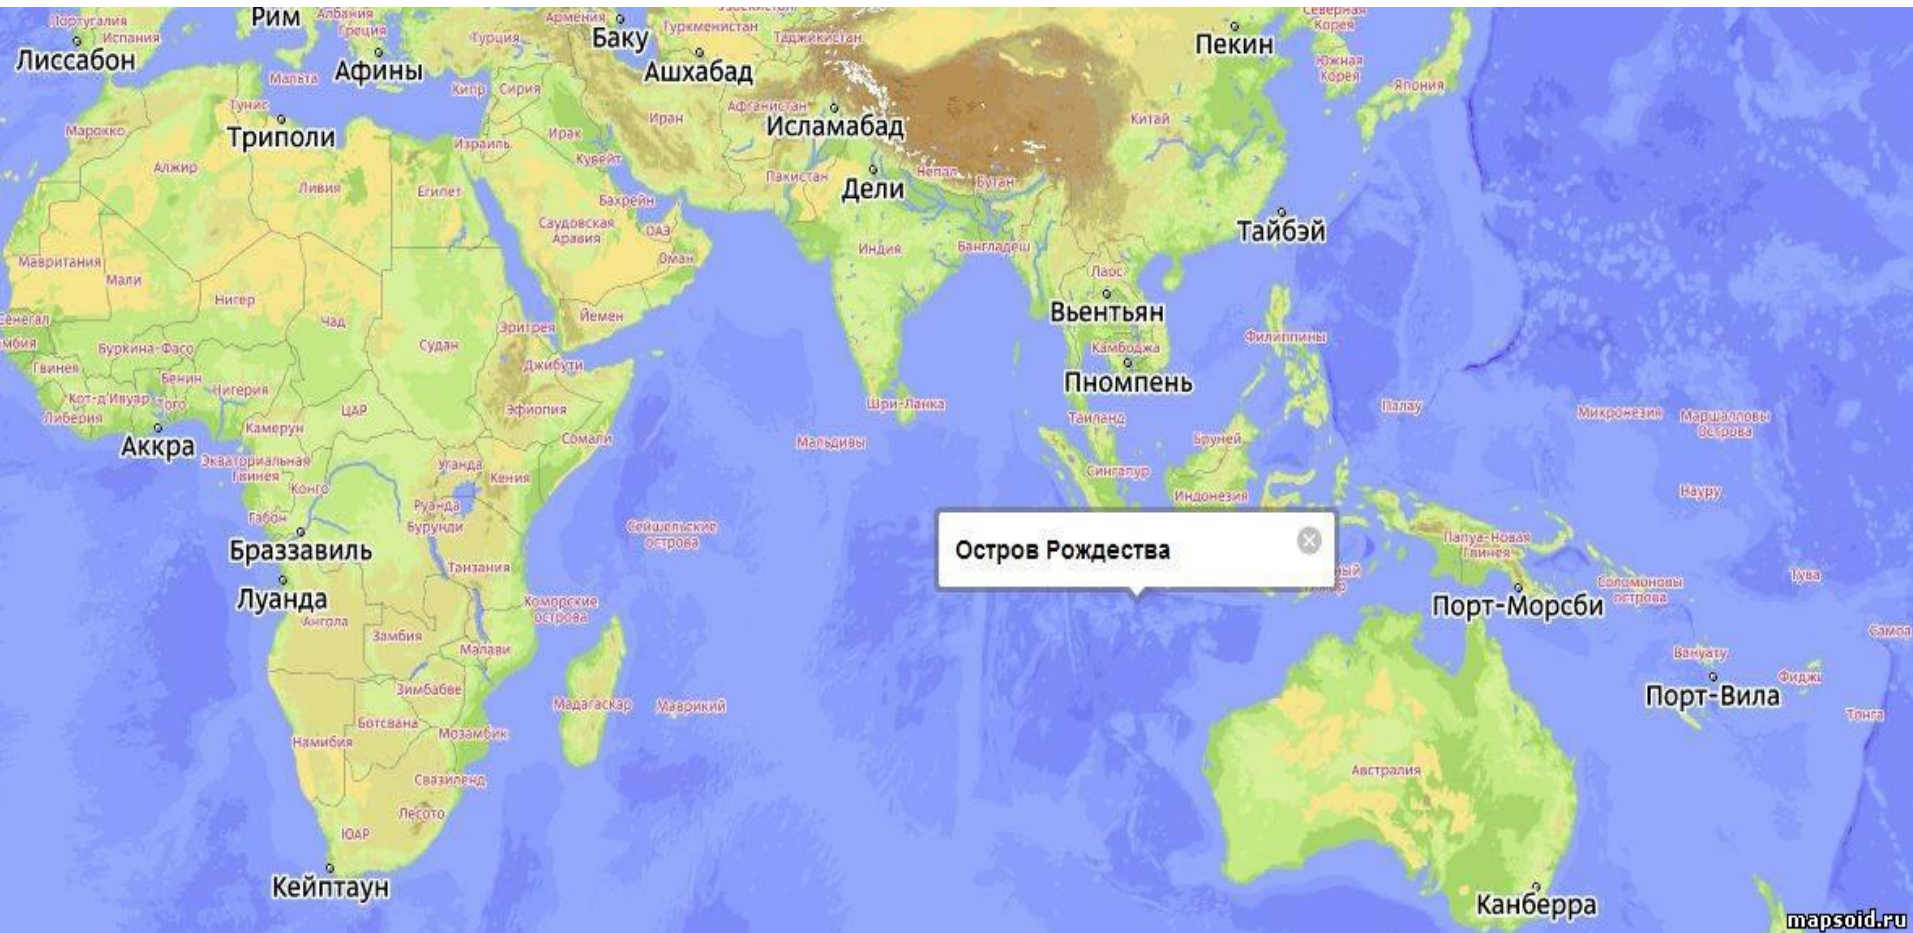 Португалия
Испания
Лиссабон
Рим
Албания
Греция
Афины
Мальта
Турция
Армения
Баку
Туркменистан
Таджикистан
Ашхабад
Пекин
Северная
Корея
Южная
Корея
Япония
Кипр
Сирия
Тунис
Триполи
Марокко
Алжир
Ливия
Египет
Израиль
Ирак
Кувейт
Иран
Афганистан
Исламабад
Пакистан
Дели
Непал
Бутан
Китай
Тайбэй
Бахрейн
Саудовская
Аравия
ОАЭ
Оман
Индия
Бангладеш
Лаос
Вьентьян
Мавритания
Мали
Нигер
Чад
Судан
Эритрея
Йемен
Джибути
Сенегал
Гвинея
Буркина-Фасо
Бенин
Кот-д'Ивуар
Того
Нигерия
Либерия
Аккра
Камерун
ЦАР
Эфиопия
Сомали
Шри-Ланка
Мальдивы
Камбоджа
Пномпень
Таиланд
Филиппины
Палау
Микронезия
Маршалловы
Острова
Бруней
Сингапур
Индонезия
Науру
Экваториальная
Гвинея
Конго
Габон
Уганда
Кения
Руанда
Бурунди
Браззавиль
Луанда
Ангола
Танзания
Сейшельские
острова
Коморские
острова
Остров Рождества
Папуа-Новая
Гвинея
Порт-Морсби
Соломоновы
острова
Тува
Самоа
Вануату
Порт-Вила
Фиджи
Тонга
Замбия
Малави
Зимбабве
Ботсвана
Намибия
Мозамбик
Мадагаскар
Маврикий
Свазиленд
Лесото
ЮАР
Кейптаун
Австралия
Канберра
mapsoid.ru